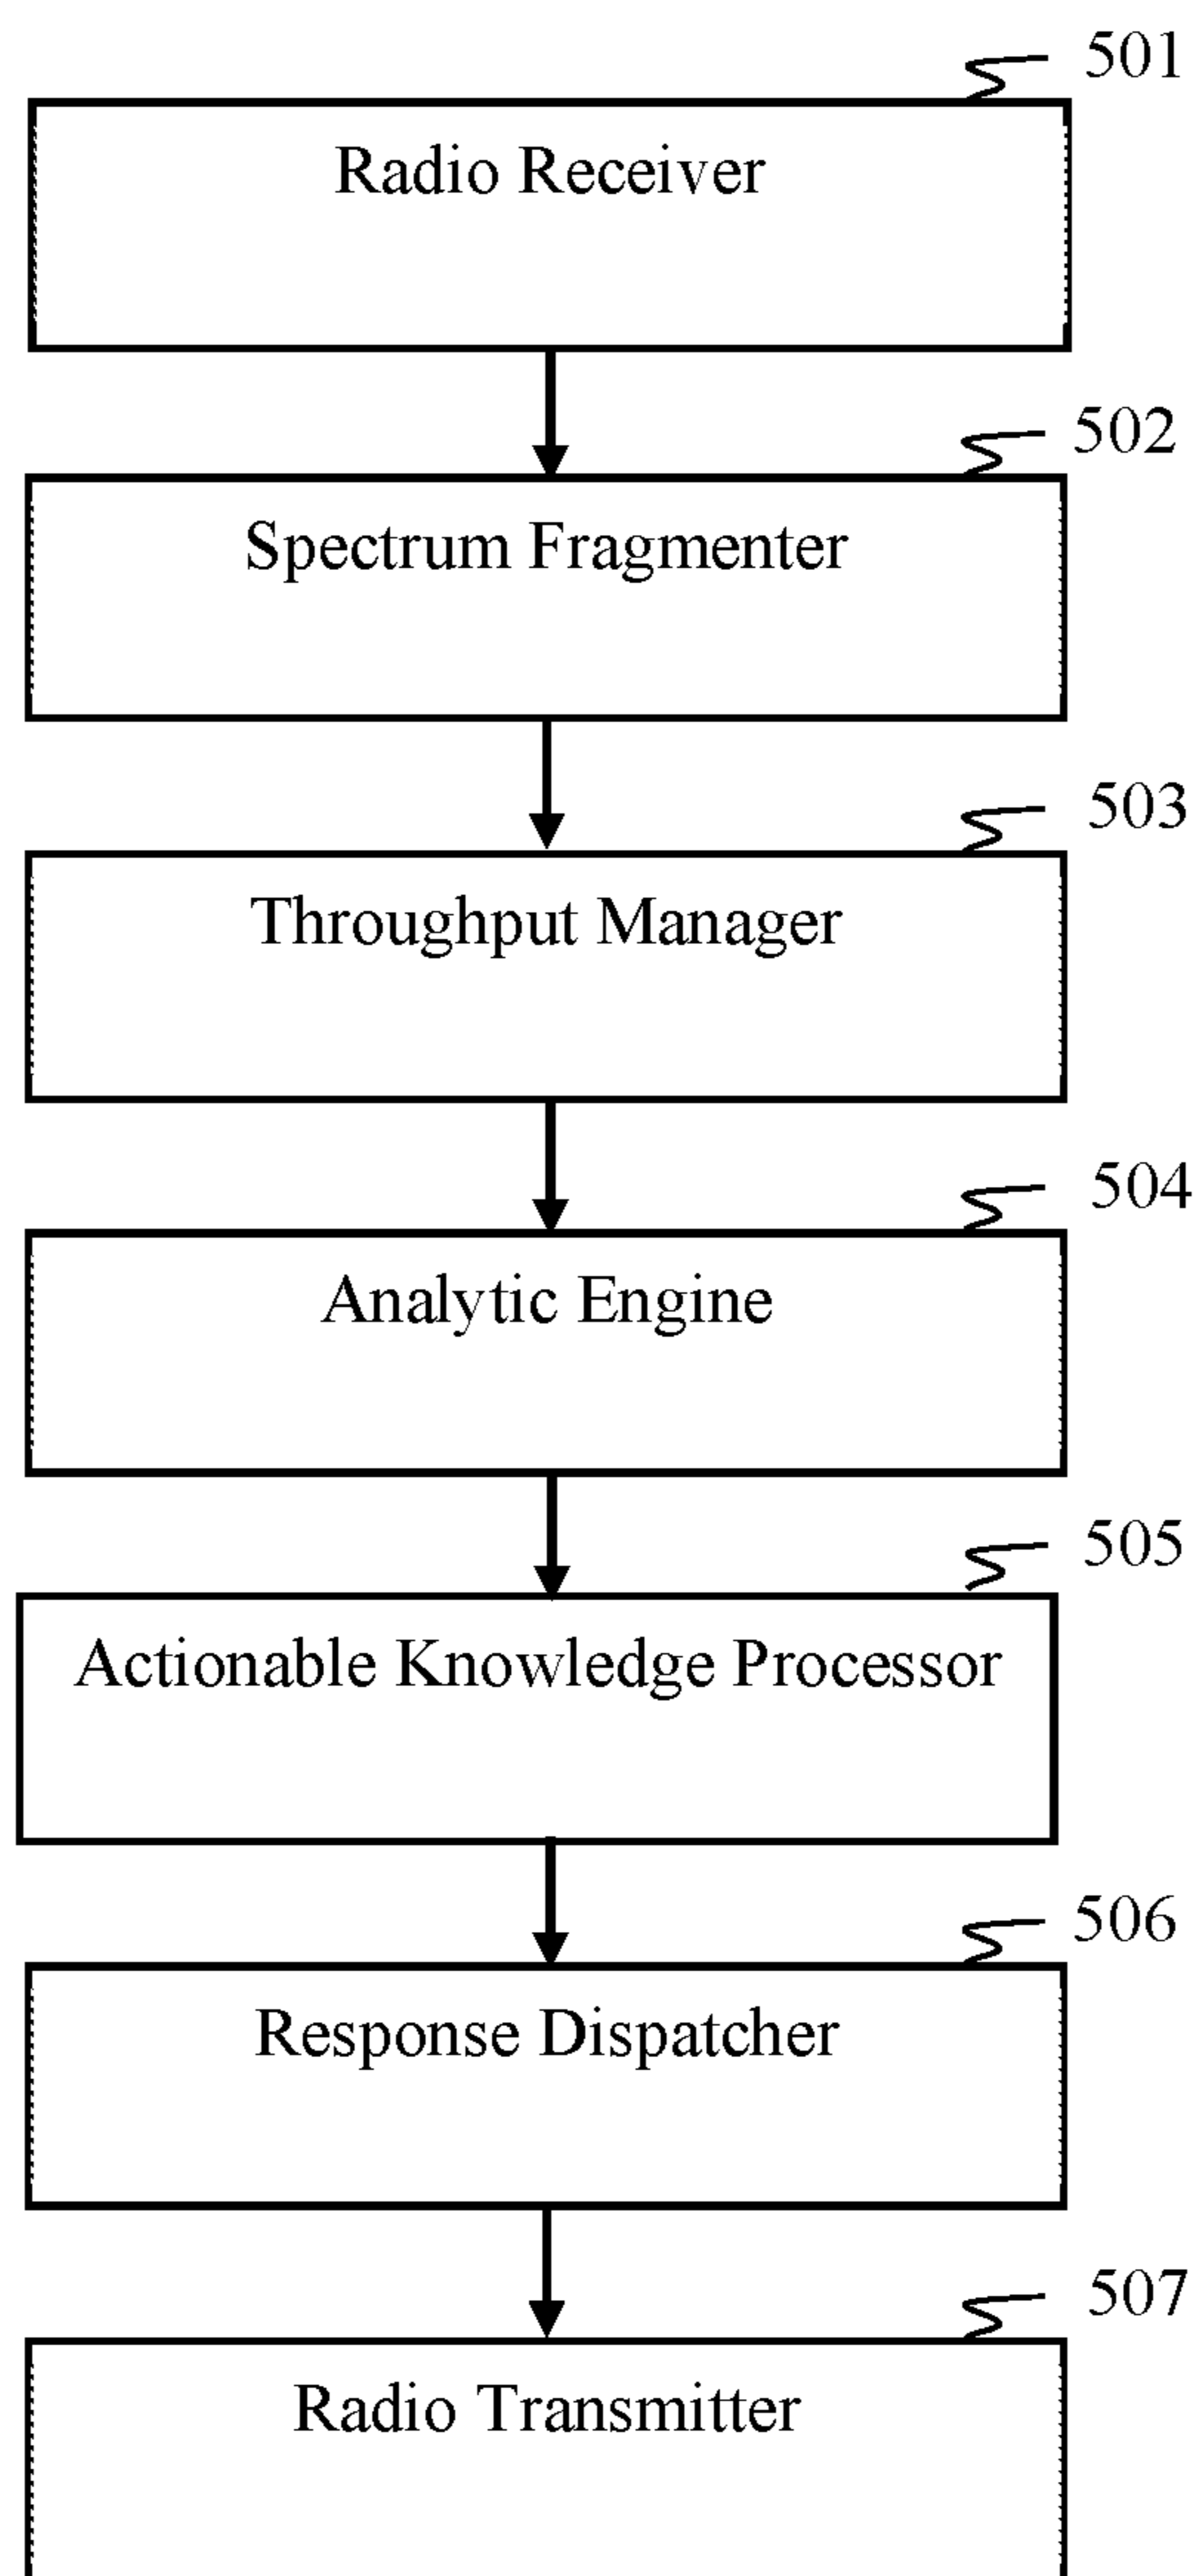 501
Radio Receiver
502
Spectrum Fragmenter
503
Throughput Manager
504
Analytic Engine
505
Actionable Knowledge Processor
506
Response Dispatcher
507
Radio Transmitter